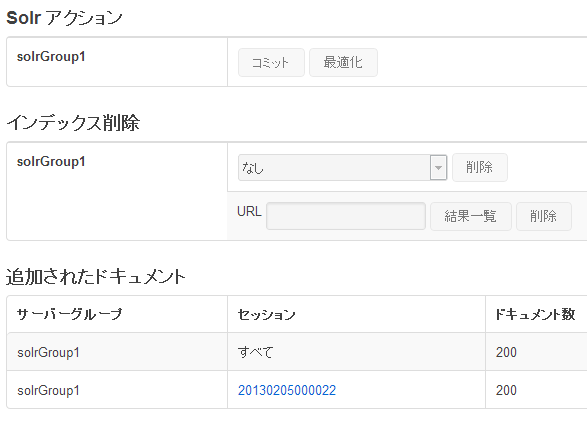 Solr アクション
solrGroup1 コミット 最適化
インデックス削除
solrGroup1 なし 削除
URL 結果一覧 削除
追加されたドキュメント
サーバーグループ セッション ドキュメント数
solrGroup1 すべて 200
solrGroup1 20130205000022 200